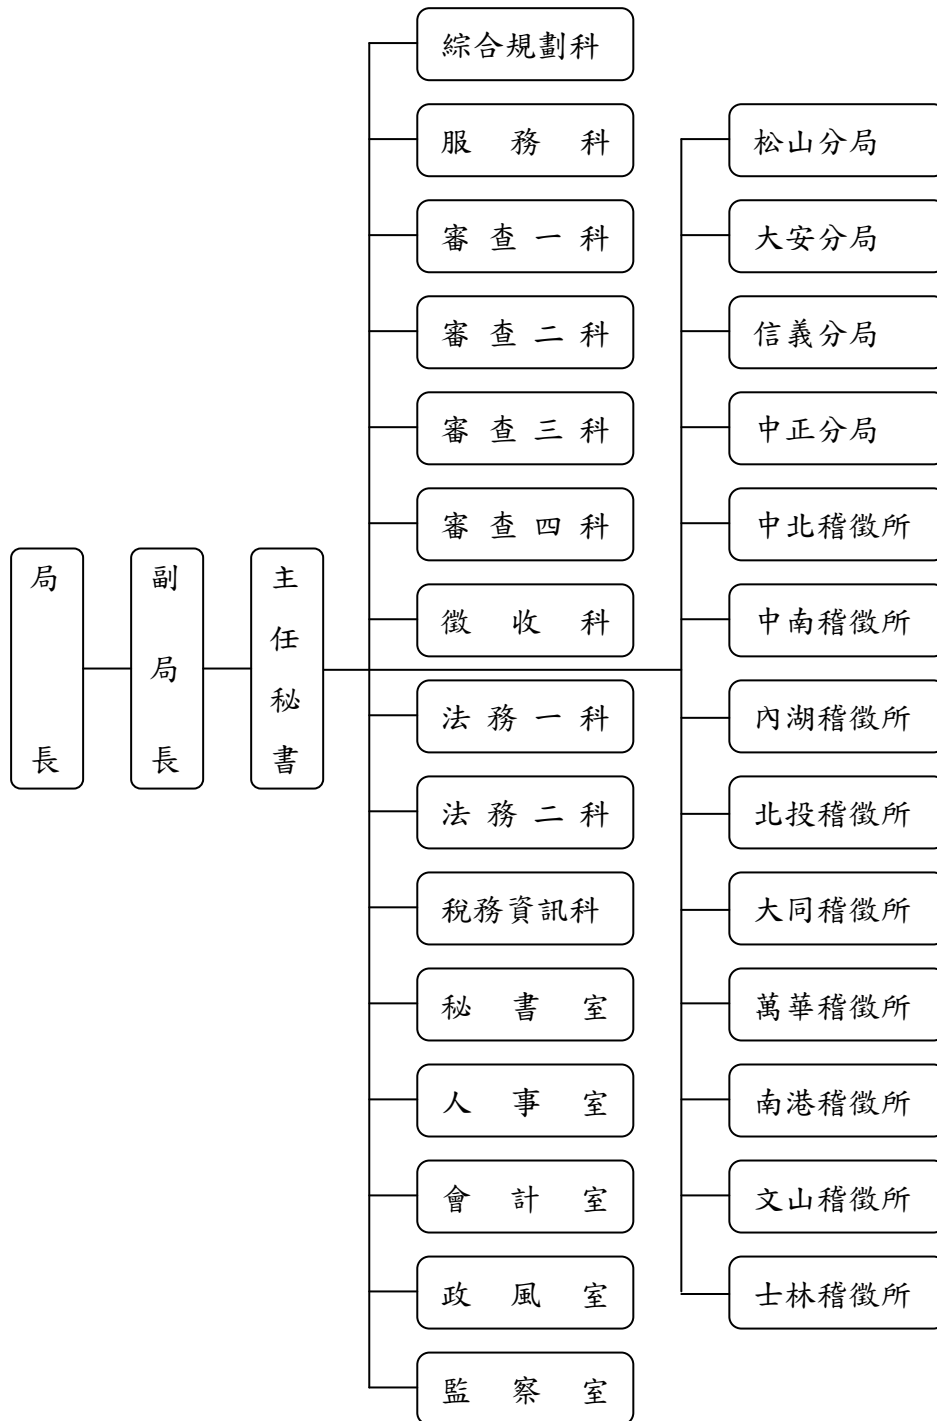 局長
副局長
主任秘書
綜合規劃科
服務科
審查一科
審查二科
審查三科
審查四科
徵收科
法務一科
法務二科
稅務資訊科
秘書室
人事室
會計室
政風室
監察室
松山分局
大安分局
信義分局
中正分局
中北稽徵所
中南稽徵所
內湖稽徵所
北投稽徵所
大同稽徵所
萬華稽徵所
南港稽徵所
文山稽徵所
士林稽徵所